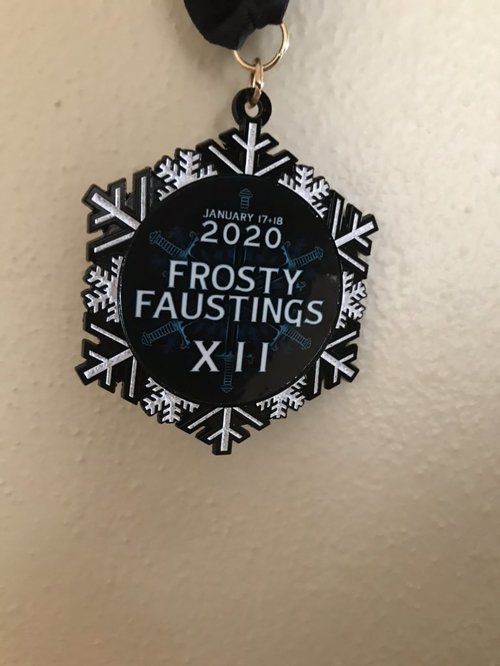 JANUARY 17+18
2020
FROSTY
FAUSTINGS
XII